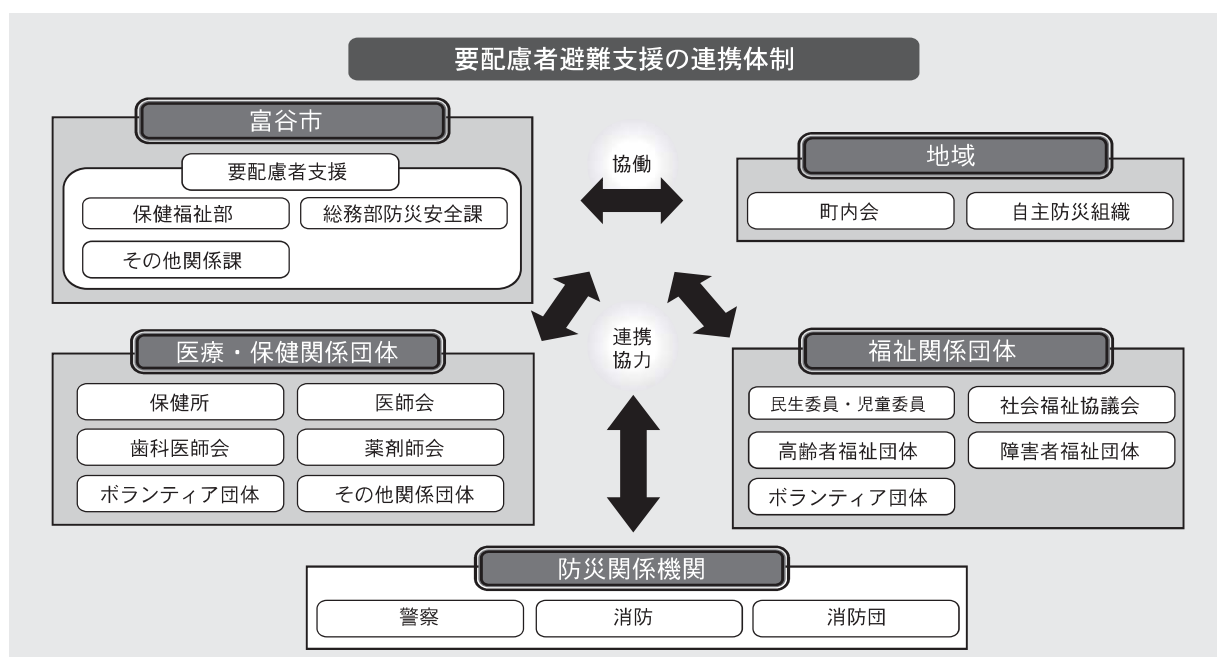 要配慮者避難支援の連携体制
富谷市
要配慮者支援
保健福祉部
総務部防災安全課
その他関係課
協働
地域
町内会
自主防災組織
連携
協力
医療・保健関係団体
保健所
医師会
歯科医師会
薬剤師会
ボランティア団体
その他関係団体
福祉関係団体
民生委員・児童委員
社会福祉協議会
高齢者福祉団体
障害者福祉団体
ボランティア団体
防災関係機関
警察
消防
消防団